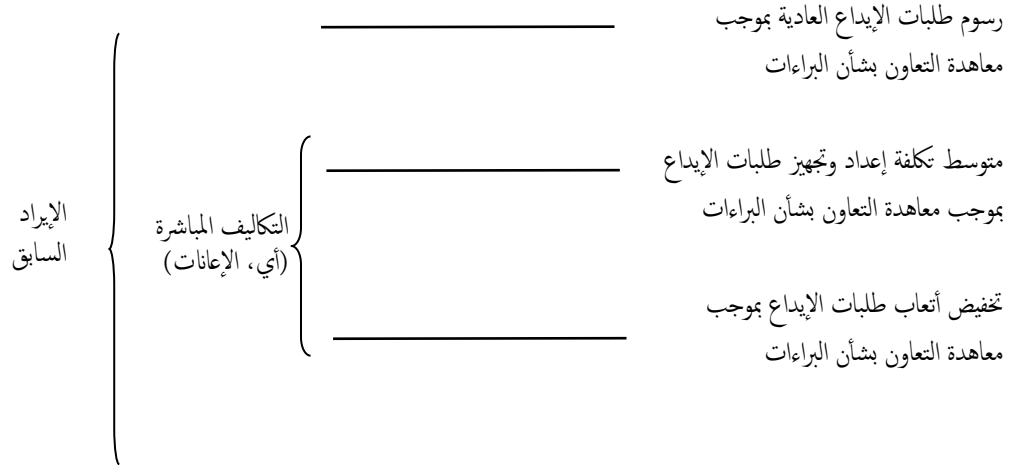 رسوم طلبات الإيداع العادية بموجب
معاهدة التعاون بشأن البراءات
متوسط تكلفة إعداد وتجهيز طلبات الإيداع
بموجب معاهدة التعاون بشأن البراءات
تخفيض أتعاب طلبات الإيداع بموجب
معاهدة التعاون بشأن البراءات
التكاليف المباشرة
(أي، الإعانات)
الإيراد
السابق